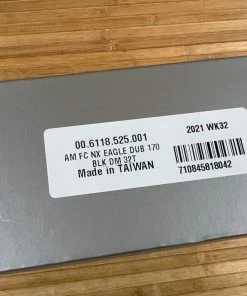 00.6118.525.001
2021 WK32
AM FC NX EAGLE DUB 170
BLK DM 32T
Made in TAIWAN
710845818042